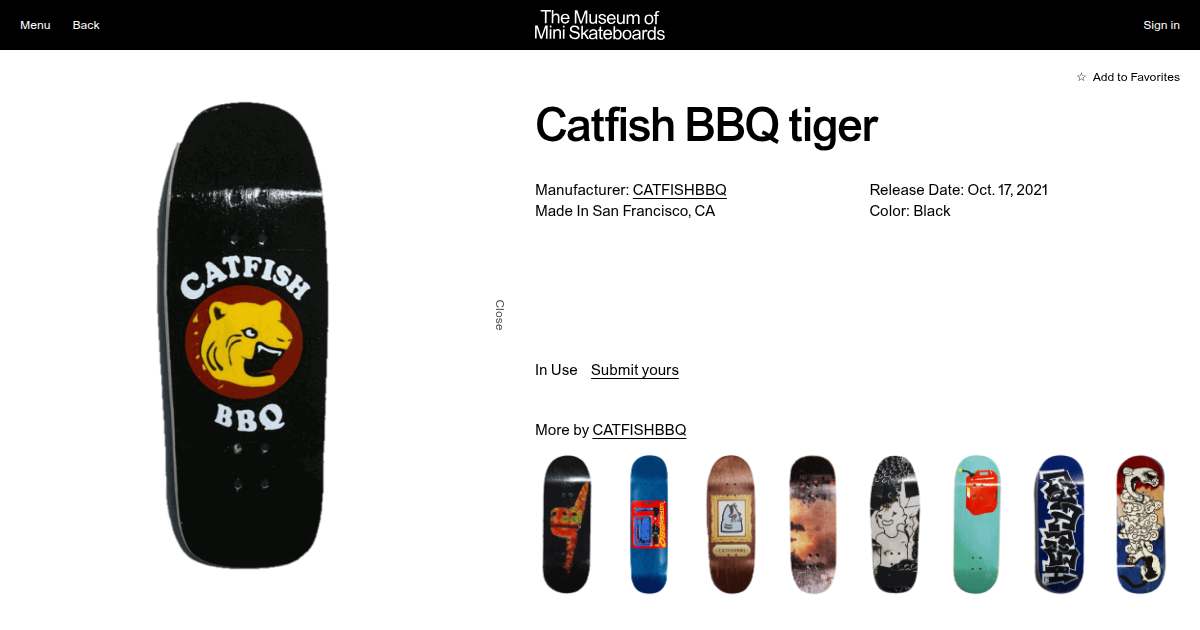 Menu
Back
The Museum of
Mini Skateboards
Sign in
☆ Add to Favorites
Catfish BBQ tiger
Manufacturer: CATFISHBBQ
Made In San Francisco, CA
Release Date: Oct. 17, 2021
Color: Black
CATFISH
BBQ
Close
In Use
Submit yours
More by CATFISHBBQ